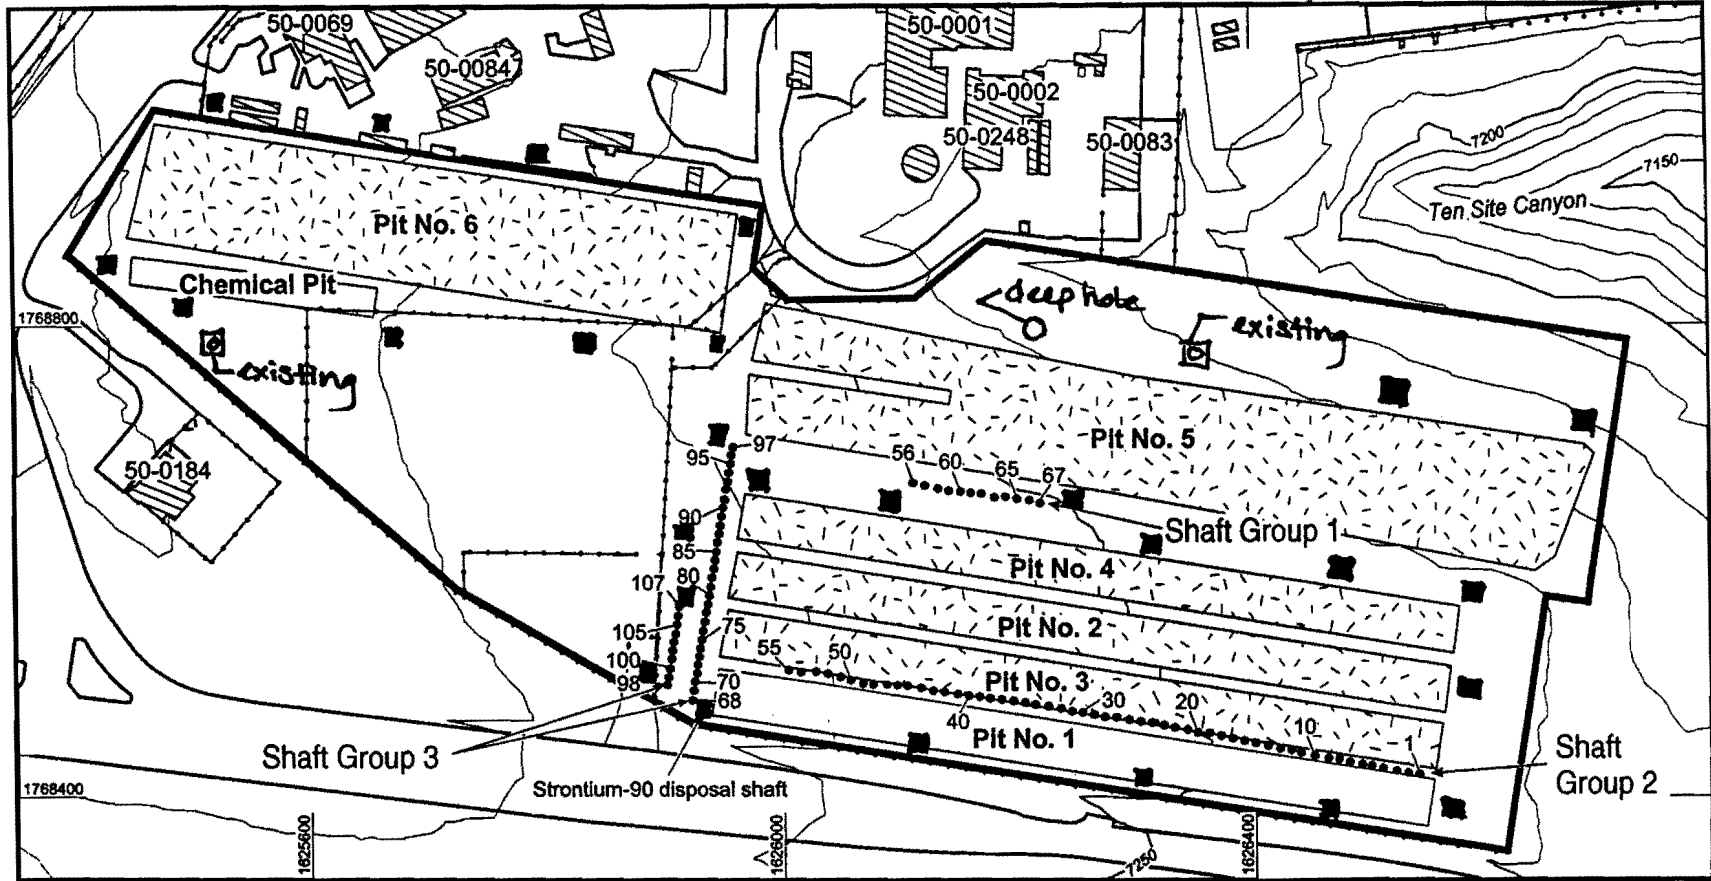 50-0069
50-0001
50-0084
50-0002
50-0248
50-0083
7200
7150
Ten Site Canyon
Pit No. 6
Chemical Pit
deep hole
existing
1768800
existing
50-0184
Pit No. 5
97
95
56
60
65
67
90
Shaft Group 1
85
Pit No. 4
107
80
105
75
Pit No. 2
55
50
100
98
70
68
Pit No. 3
40
30
20
10
1
Pit No. 1
Shaft Group 3
Shaft
Group 2
Strontium-90 disposal shaft
1768400
1625600
1626000
7250
1626400